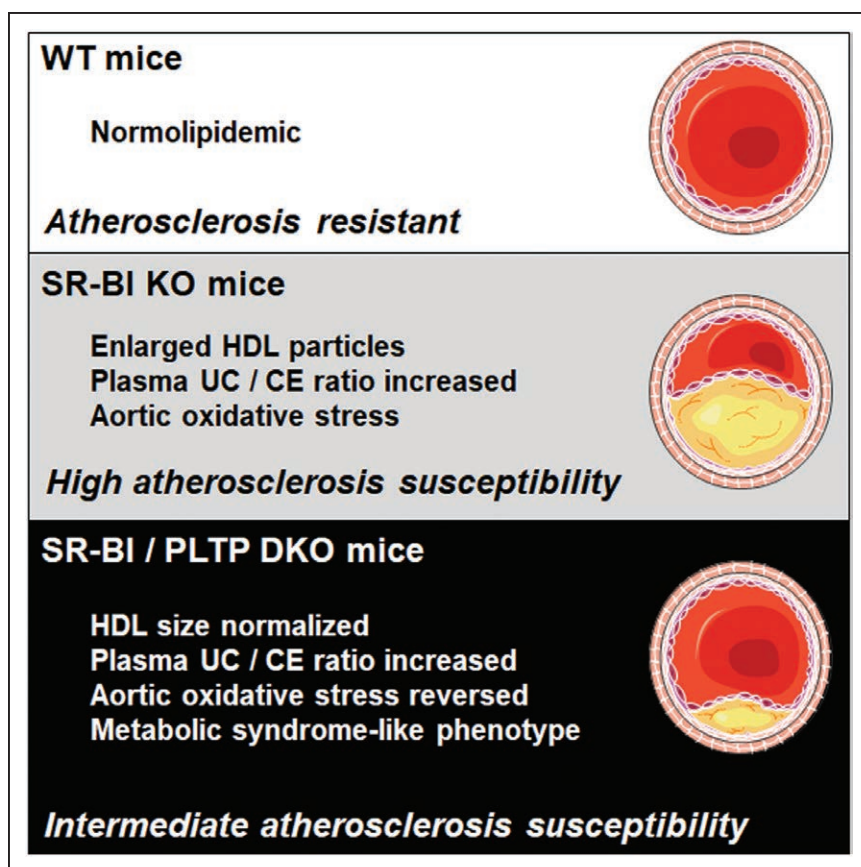 WT mice
Normolipidemic
Atherosclerosis resistant
SR-BI KO mice
Enlarged HDL particles
Plasma UC / CE ratio increased
Aortic oxidative stress
High atherosclerosis susceptibility
SR-BI / PLTP DKO mice
HDL size normalized
Plasma UC / CE ratio increased
Aortic oxidative stress reversed
Metabolic syndrome-like phenotype
Intermediate atherosclerosis susceptibility